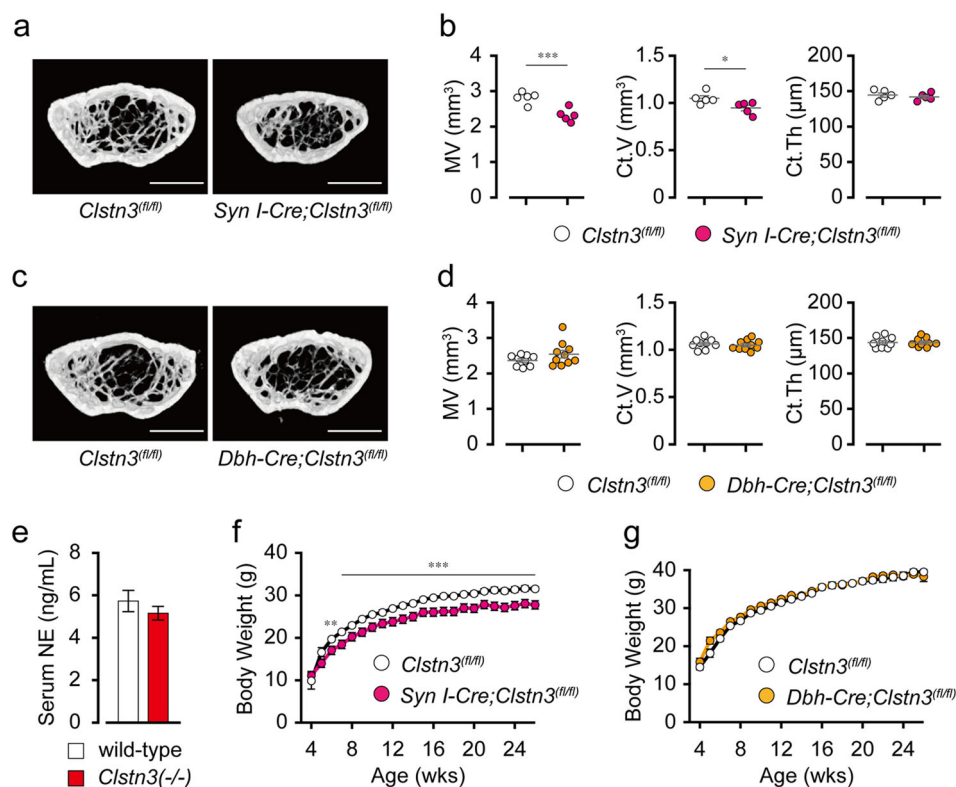 a
Clstn3(fl/fl)
Syn I-Cre;Clstn3(fl/fl)
b
***
4
3
2
1
0
MV (mm³)
*
1.5
1.0
0.5
0
Ct.V (mm³)
200
150
100
50
0
Ct.Th (µm)
Clstn3(fl/fl)
Syn I-Cre;Clstn3(fl/fl)
c
Clstn3(fl/fl)
Dbh-Cre;Clstn3(fl/fl)
d
4
3
2
1
0
MV (mm³)
1.5
1.0
0.5
0
Ct.V (mm³)
200
150
100
50
0
Ct.Th (µm)
Clstn3(fl/fl)
Dbh-Cre;Clstn3(fl/fl)
e
8
6
4
2
0
Serum NE (ng/mL)
wild-type
Clstn3(-/-)
f
***
**
40
30
20
10
0
Body Weight (g)
Clstn3(fl/fl)
Syn I-Cre;Clstn3(fl/fl)
4 8 12 16 20 24
Age (wks)
g
40
30
20
10
0
Body Weight (g)
Clstn3(fl/fl)
Dbh-Cre;Clstn3(fl/fl)
4 8 12 16 20 24
Age (wks)